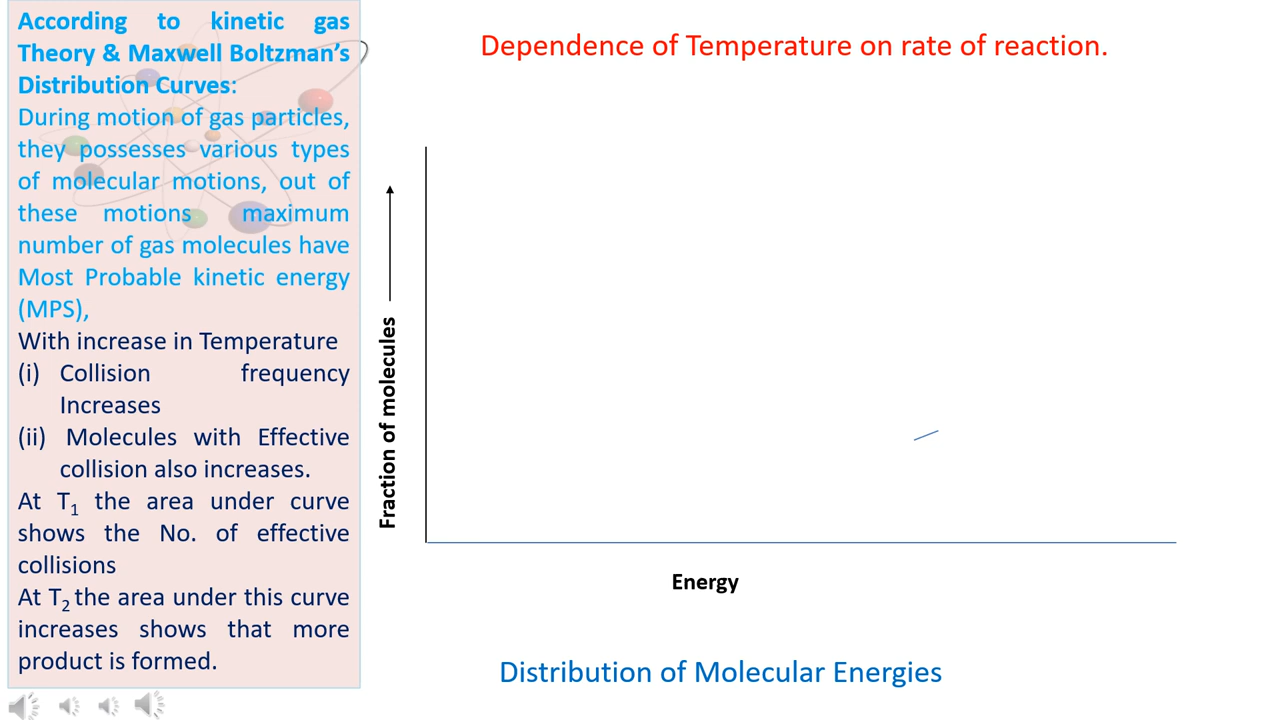 According to kinetic gas
Theory & Maxwell Boltzman's
Distribution Curves:
During motion of gas particles,
they possesses various types
of molecular motions, out of
these motions maximum
number of gas molecules have
Most Probable kinetic energy
(MPS),
With increase in Temperature
(i) Collision frequency
Increases
(ii) Molecules with Effective
collision also increases.
At T₁ the area under curve
shows the No. of effective
collisions
At T₂ the area under this curve
increases shows that more
product is formed.
Dependence of Temperature on rate of reaction.
Fraction of molecules
Energy
Distribution of Molecular Energies